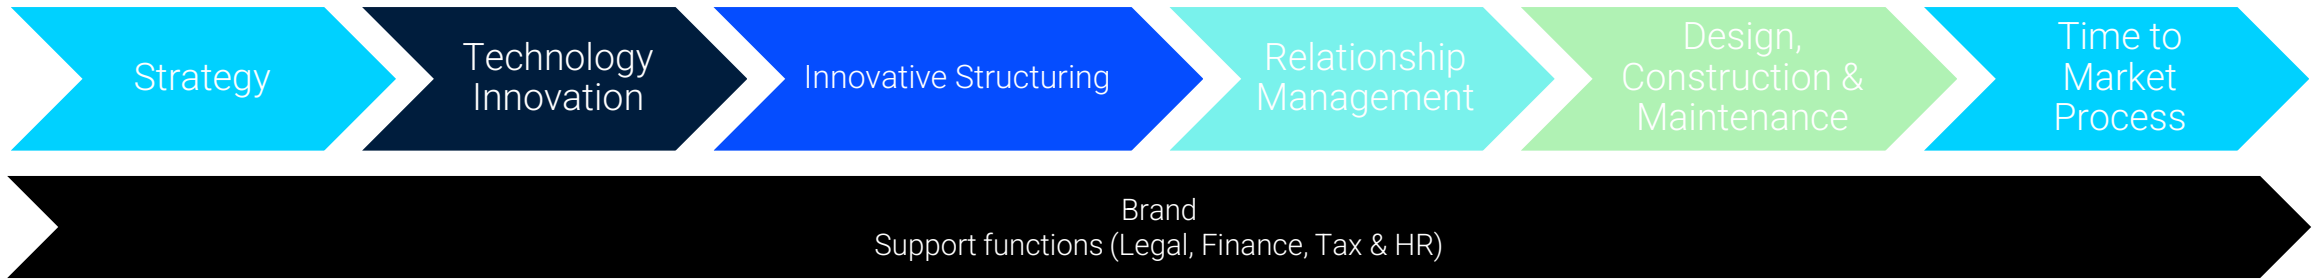 Strategy
Technology
Innovation
Innovative Structuring
Relationship
Management
Design,
Construction &
Maintenance
Time to
Market
Process
Brand
Support functions (Legal, Finance, Tax & HR)